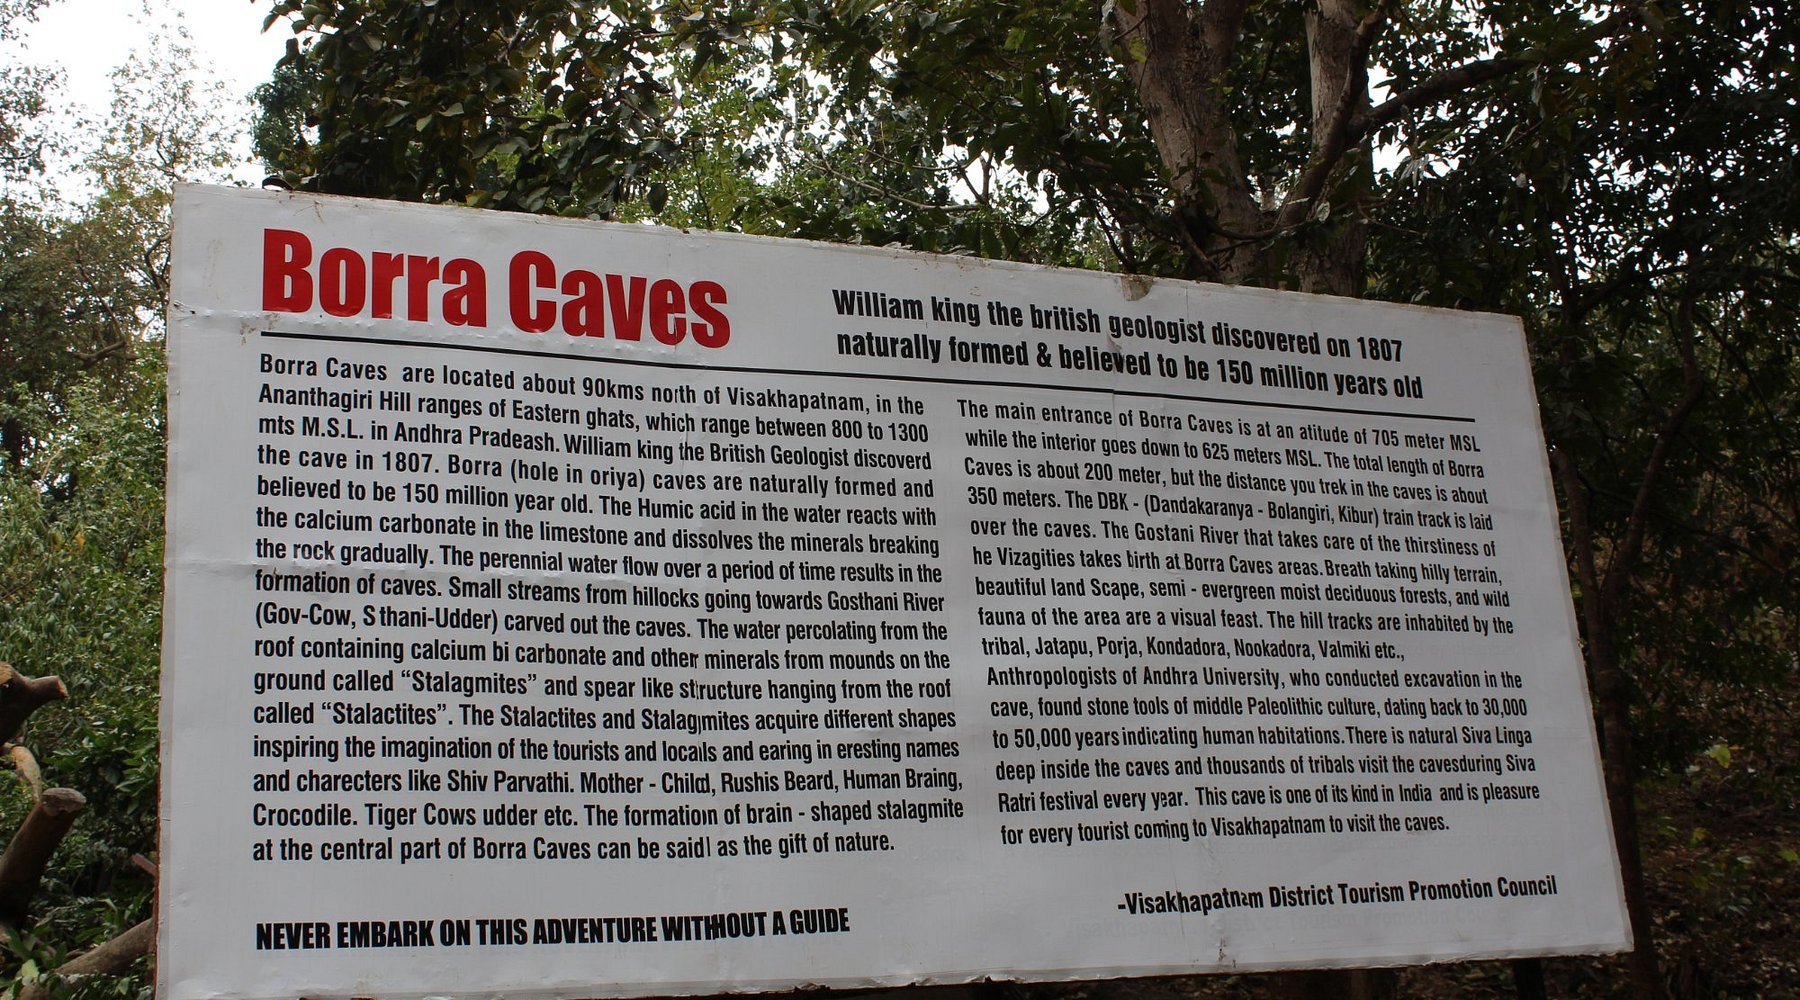 Borra Caves
William king the british geologist discovered on 1807
naturally formed & believed to be 150 million years old
Borra Caves are located about 90kms north of Visakhapatnam, in the
Ananthagiri Hill ranges of Eastern ghats, which range between 800 to 1300
mts M.S.L. in Andhra Pradeash. William king the British Geologist discoverd
the cave in 1807. Borra (hole in oriya) caves are naturally formed and
believed to be 150 million year old. The Humic acid in the water reacts with
the calcium carbonate in the limestone and dissolves the minerals breaking
the rock gradually. The perennial water flow over a period of time results in the
formation of caves. Small streams from hillocks going towards Gosthani River
(Gov-Cow, Sthani-Udder) carved out the caves. The water percolating from the
roof containing calcium bi carbonate and other minerals from mounds on the
ground called “Stalagmites” and spear like structure hanging from the roof
called “Stalactites”. The Stalactites and Stalagmites acquire different shapes
inspiring the imagination of the tourists and locals and earing in eresting names
and charecters like Shiv Parvathi. Mother - Child, Rushis Beard, Human Braing,
Crocodile. Tiger Cows udder etc. The formation of brain - shaped stalagmite
at the central part of Borra Caves can be said as the gift of nature.
NEVER EMBARK ON THIS ADVENTURE WITHOUT A GUIDE
The main entrance of Borra Caves is at an atitude of 705 meter MSL
while the interior goes down to 625 meters MSL. The total length of Borra
Caves is about 200 meter, but the distance you trek in the caves is about
350 meters. The DBK - (Dandakaranya - Bolangiri, Kibur) train track is laid
over the caves. The Gostani River that takes care of the thirstiness of
he Vizagities takes birth at Borra Caves areas. Breath taking hilly terrain,
beautiful land Scape, semi - evergreen moist deciduous forests, and wild
fauna of the area are a visual feast. The hill tracks are inhabited by the
tribal, Jatapu, Porja, Kondadora, Nookadora, Valmiki etc.,
Anthropologists of Andhra University, who conducted excavation in the
cave, found stone tools of middle Paleolithic culture, dating back to 30,000
to 50,000 years indicating human habitations. There is natural Siva Linga
deep inside the caves and thousands of tribals visit the cavesduring Siva
Ratri festival every year. This cave is one of its kind in India and is pleasure
for every tourist coming to Visakhapatnam to visit the caves.
-Visakhapatnam District Tourism Promotion Council